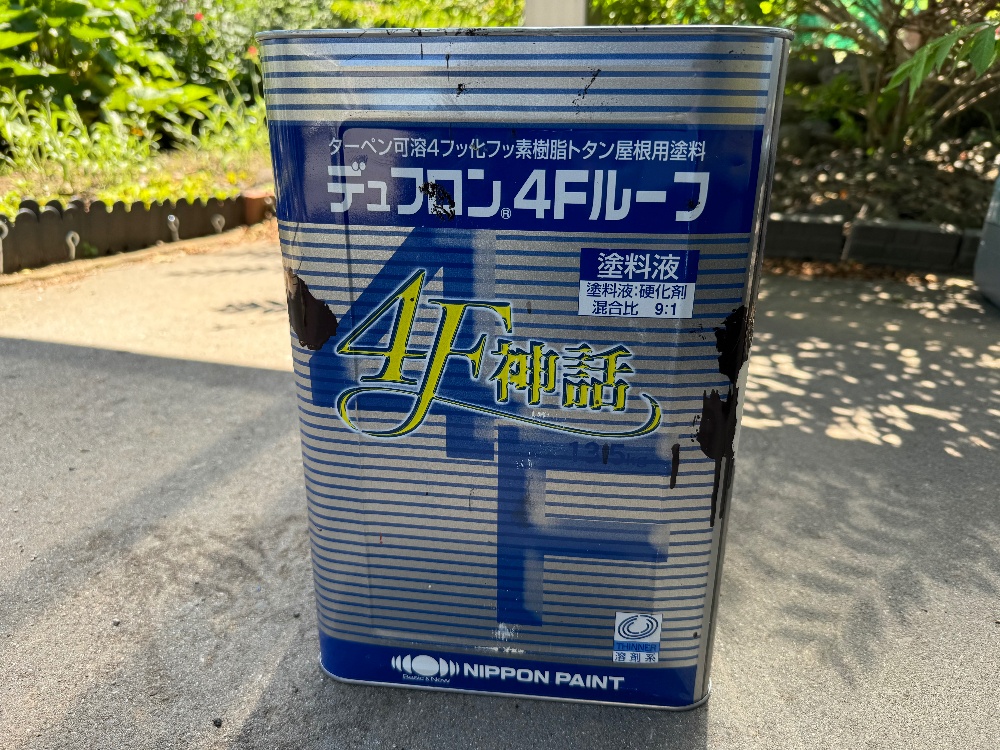 ターペン可溶4フッ化フッ素樹脂トタン屋根用塗料
デュフロン®4Fルーフ
塗料液
塗料液:硬化剤
混合比 9:1
4F
4F神話
THINNER
溶剤系
Basic & New
NIPPON PAINT